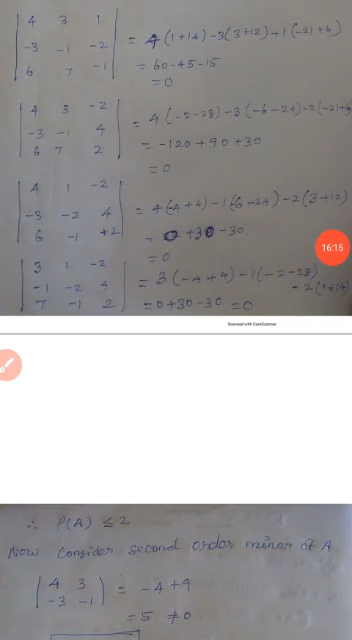 | 4 3 1 |
| -3 -1 -2 | = 4(1+14) -3(3+12) +1(-21+6)
| 6 7 -1 | = 60-45-15
= 0
| 4 3 -2 |
| -3 -1 4 | = 4(-2-28) -3(-6-24) -2(-21+6)
| 6 7 2 | = -120+90+30
= 0
| 4 1 -2 |
| -3 -2 4 | = 4(-4+4) -1(-6-24) -2(3+12)
| 6 -1 +2 | = 0 +30 -30
= 0
16:15
| 3 1 -2 |
| -1 -2 4 | = 3(-4+4) -1(-2-28) -2(1+14)
| 7 -1 2 | = 0+30-30 = 0
Scanned with CamScanner
∴ ρ(A) ≤ 2
Now Consider second order minor of A
| 4 3 | = -4+9
| -3 -1 |
= 5 ≠0